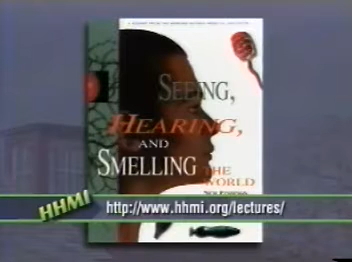 SEEING,
HEARING,
AND
SMELLING
THE
WORLD
HHMI
http://www.hhmi.org/lectures/